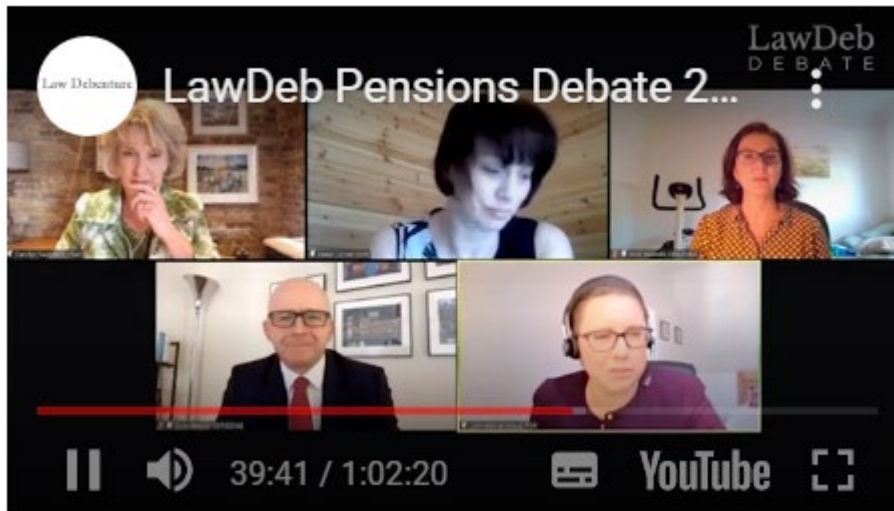 LawDeb
DEBATE
Law Debenture
LawDeb Pensions Debate 2...
39:41 / 1:02:20
YouTube